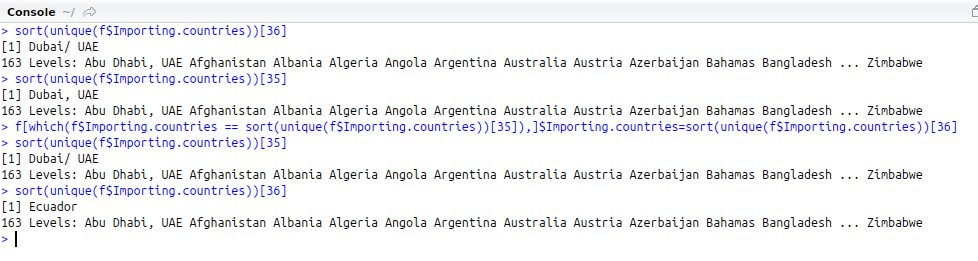 Console ~/
> sort(unique(f$Importing.countries))[36]
[1] Dubai/ UAE
163 Levels: Abu Dhabi, UAE Afghanistan Albania Algeria Angola Argentina Australia Austria Azerbaijan Bahamas Bangladesh ... Zimbabwe
> sort(unique(f$Importing.countries))[35]
[1] Dubai, UAE
163 Levels: Abu Dhabi, UAE Afghanistan Albania Algeria Angola Argentina Australia Austria Azerbaijan Bahamas Bangladesh ... Zimbabwe
> f[which(f$Importing.countries == sort(unique(f$Importing.countries))[35]),]$Importing.countries=sort(unique(f$Importing.countries))[36]
> sort(unique(f$Importing.countries))[35]
[1] Dubai/ UAE
163 Levels: Abu Dhabi, UAE Afghanistan Albania Algeria Angola Argentina Australia Austria Azerbaijan Bahamas Bangladesh ... Zimbabwe
> sort(unique(f$Importing.countries))[36]
[1] Ecuador
163 Levels: Abu Dhabi, UAE Afghanistan Albania Algeria Angola Argentina Australia Austria Azerbaijan Bahamas Bangladesh ... Zimbabwe
>